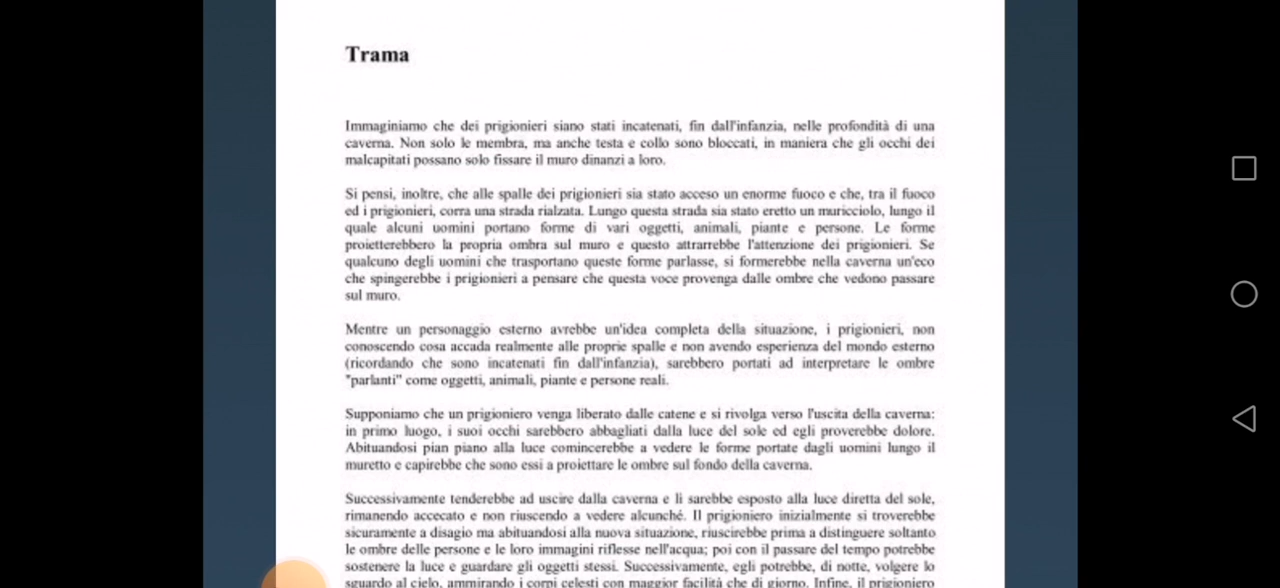 Trama
Immaginiamo che dei prigionieri siano stati incatenati, fin dall'infanzia, nelle profondità di una
caverna. Non solo le membra, ma anche testa e collo sono bloccati, in maniera che gli occhi dei
malcapitati possano solo fissare il muro dinanzi a loro.
Si pensi, inoltre, che alle spalle dei prigionieri sia stato acceso un enorme fuoco e che, tra il fuoco
ed i prigionieri, corra una strada rialzata. Lungo questa strada sia stato eretto un muricciolo, lungo il
quale alcuni uomini portano forme di vari oggetti, animali, piante e persone. Le forme
proietterebbero la propria ombra sul muro e questo attrarrebbe l'attenzione dei prigionieri. Se
qualcuno degli uomini che trasportano queste forme parlasse, si formerebbe nella caverna un'eco
che spingerebbe i prigionieri a pensare che questa voce provenga dalle ombre che vedono passare
sul muro.
Mentre un personaggio esterno avrebbe un'idea completa della situazione, i prigionieri, non
conoscendo cosa accada realmente alle proprie spalle e non avendo esperienza del mondo esterno
(ricordando che sono incatenati fin dall'infanzia), sarebbero portati ad interpretare le ombre
"parlanti" come oggetti, animali, piante e persone reali.
Supponiamo che un prigioniero venga liberato dalle catene e si rivolga verso l'uscita della caverna:
in primo luogo, i suoi occhi sarebbero abbagliati dalla luce del sole ed egli proverebbe dolore.
Abituandosi pian piano alla luce comincerebbe a vedere le forme portate dagli uomini lungo il
muretto e capirebbe che sono essi a proiettare le ombre sul fondo della caverna.
Successivamente tenderebbe ad uscire dalla caverna e lì sarebbe esposto alla luce diretta del sole,
rimanendo accecato e non riuscendo a vedere alcunché. Il prigioniero inizialmente si troverebbe
sicuramente a disagio ma abituandosi alla nuova situazione, riuscirebbe prima a distinguere soltanto
le ombre delle persone e le loro immagini riflesse nell'acqua; poi con il passare del tempo potrebbe
sostenere la luce e guardare gli oggetti stessi. Successivamente, egli potrebbe, di notte, volgere lo
sguardo al cielo, ammirando i corpi celesti con maggior facilità che di giorno. Infine, il prigioniero